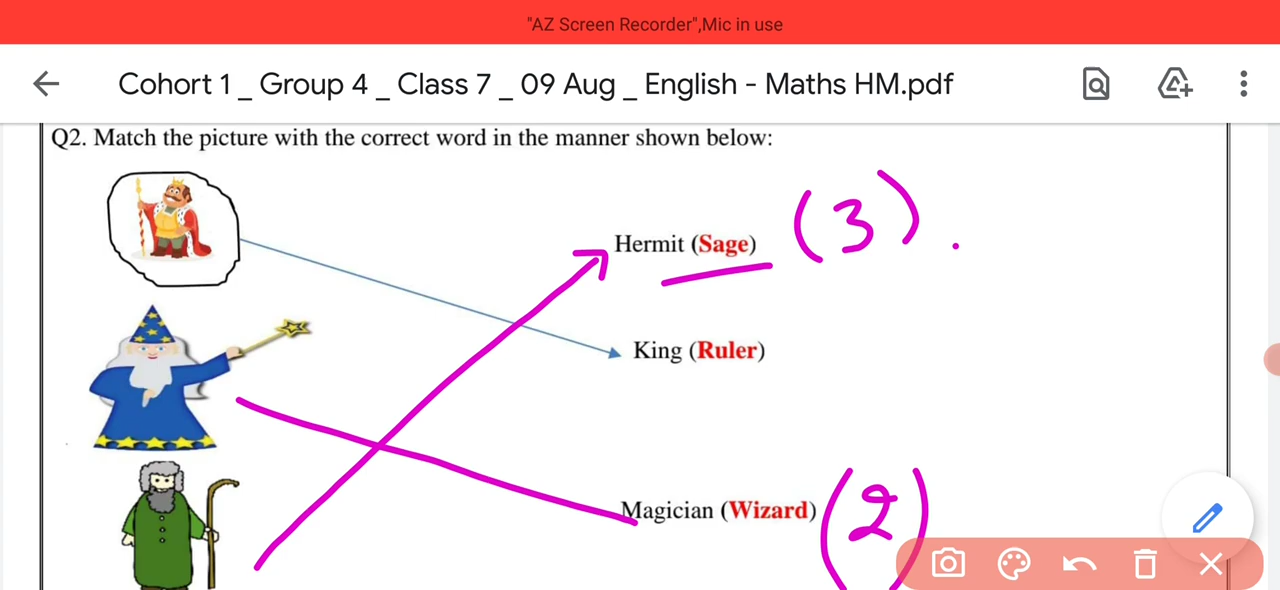 "AZ Screen Recorder",Mic in use
Cohort 1 _ Group 4 _ Class 7 _ 09 Aug _ English - Maths HM.pdf
Q2. Match the picture with the correct word in the manner shown below:
Hermit (Sage) (3).
King (Ruler)
Magician (Wizard) (2)